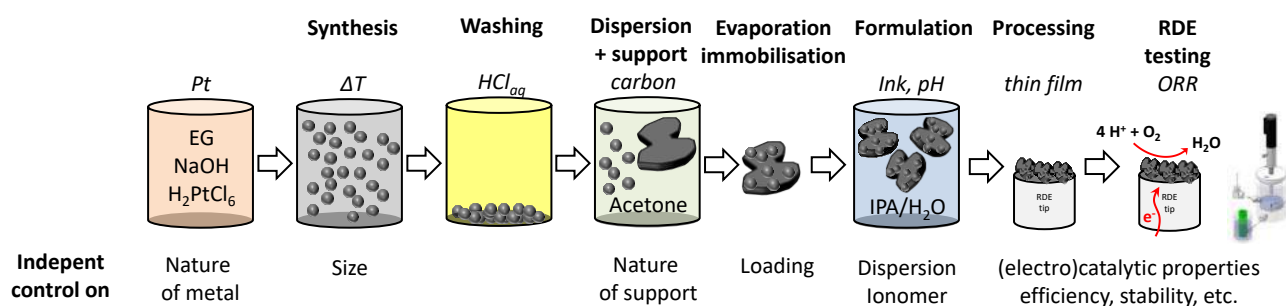 Synthesis
Washing
Dispersion
+ support
Evaporation
immobilisation
Formulation
Processing
RDE
testing
Pt
ΔT
HClaq
carbon
Ink, pH
thin film
ORR
EG
NaOH
H2PtCl6
Acetone
IPA/H2O
RDE
tip
4 H+ + O2
H2O
RDE
tip
e-
Indepent
control on
Nature
of metal
Size
Nature
of support
Loading
Dispersion
Ionomer
(electro)catalytic properties
efficiency, stability, etc.